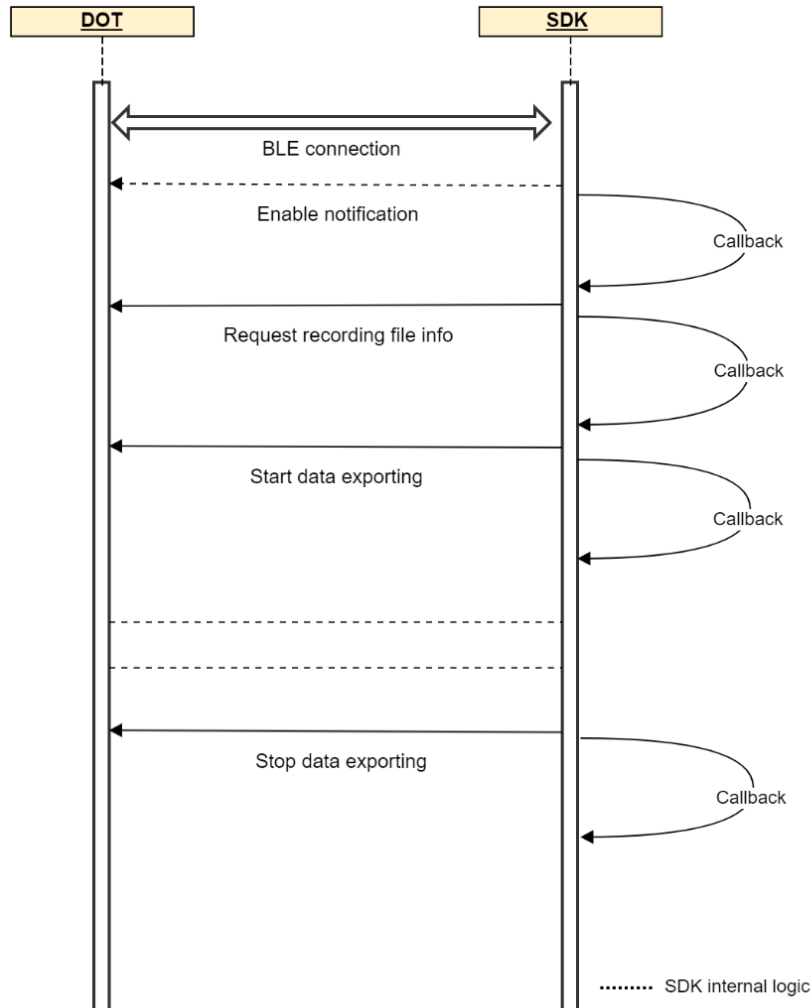 DOT
SDK
BLE connection
Enable notification
Callback
Request recording file info
Callback
Start data exporting
Callback
Stop data exporting
Callback
SDK internal logic